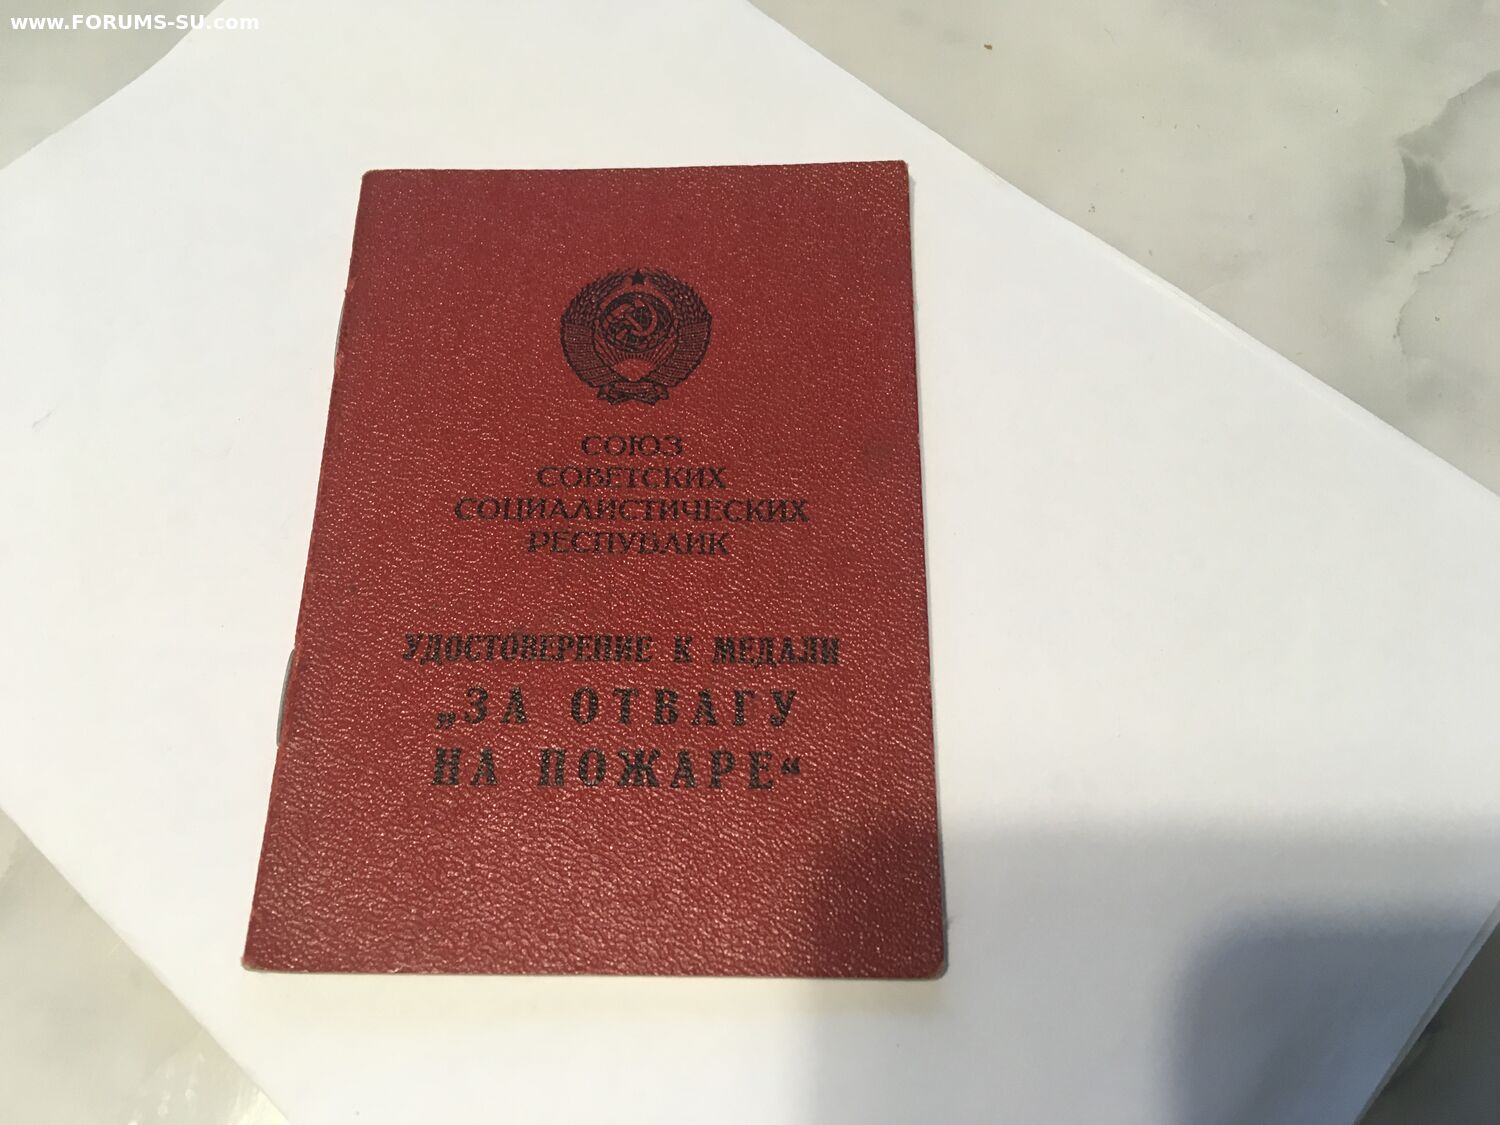 www.FORUMS-SU.com
СОЮЗ
СОВЕТСКИХ
СОЦИАЛИСТИЧЕСКИХ
РЕСПУБЛИК
УДОСТОВЕРЕНИЕ К МЕДАЛИ
„ЗА ОТВАГУ
НА ПОЖАРЕ“